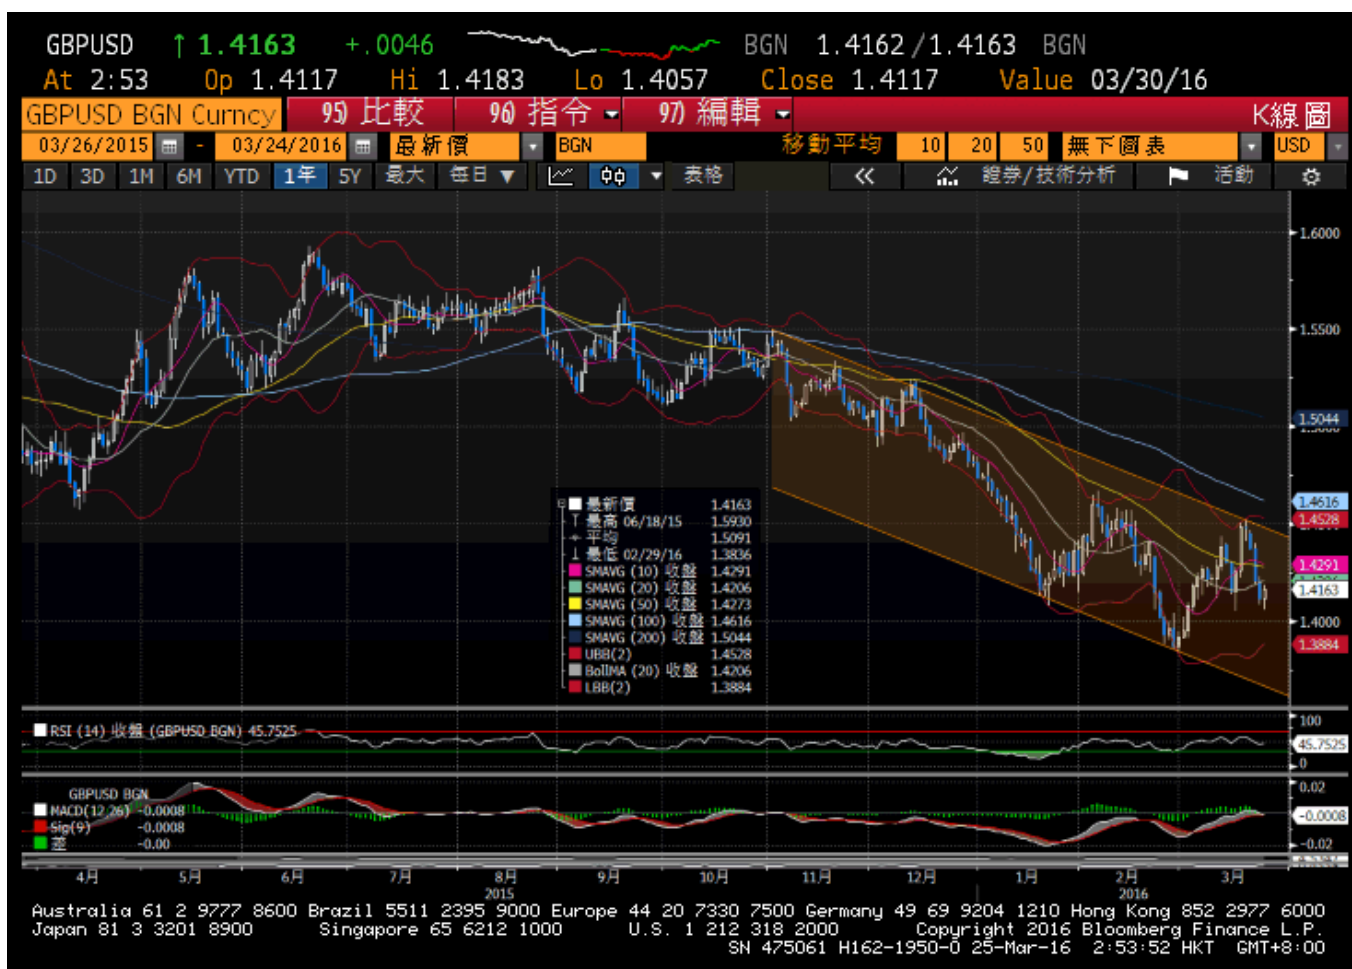 GBPUSD ↑ 1.4163 +.0046 BGN 1.4162/1.4163 BGN
At 2:53 Op 1.4117 Hi 1.4183 Lo 1.4057 Close 1.4117 Value 03/30/16
GBPUSD BGN Curncy 95) 比較 96) 指令 97) 編輯 K線圖
03/26/2015 - 03/24/2016 最新價 BGN 移動平均 10 20 50 無下圖表 USD
1D 3D 1M 6M YTD 1年 5Y 最大 每日 ▼ 表格 << 證券/技術分析 活動
1.6000
1.5500
1.5044
1.4616
1.4528
1.4291
1.4163
1.4000
1.3884
最新價 1.4163
最高 06/18/15 1.5930
平均 1.5091
最低 02/29/16 1.3836
SMAVG (10) 收盤 1.4291
SMAVG (20) 收盤 1.4206
SMAVG (50) 收盤 1.4273
SMAVG (100) 收盤 1.4616
SMAVG (200) 收盤 1.5044
UBB(2) 1.4528
BollMA (20) 收盤 1.4206
LBB(2) 1.3884
RSI (14) 收盤 (GBPUSD BGN) 45.7525
100
45.7525
0
GBPUSD BGN
MACD(12,26) -0.0008
Sig(9) -0.0008
差 -0.00
0.02
-0.0008
-0.02
4月 5月 6月 7月 8月 9月 10月 11月 12月 1月 2月 3月
2015 2016
Australia 61 2 9777 8600 Brazil 5511 2395 9000 Europe 44 20 7330 7500 Germany 49 69 9204 1210 Hong Kong 852 2977 6000
Japan 81 3 3201 8900 Singapore 65 6212 1000 U.S. 1 212 318 2000 Copyright 2016 Bloomberg Finance L.P.
SN 475061 H162-1950-0 25-Mar-16 2:53:52 HKT GMT+8:00